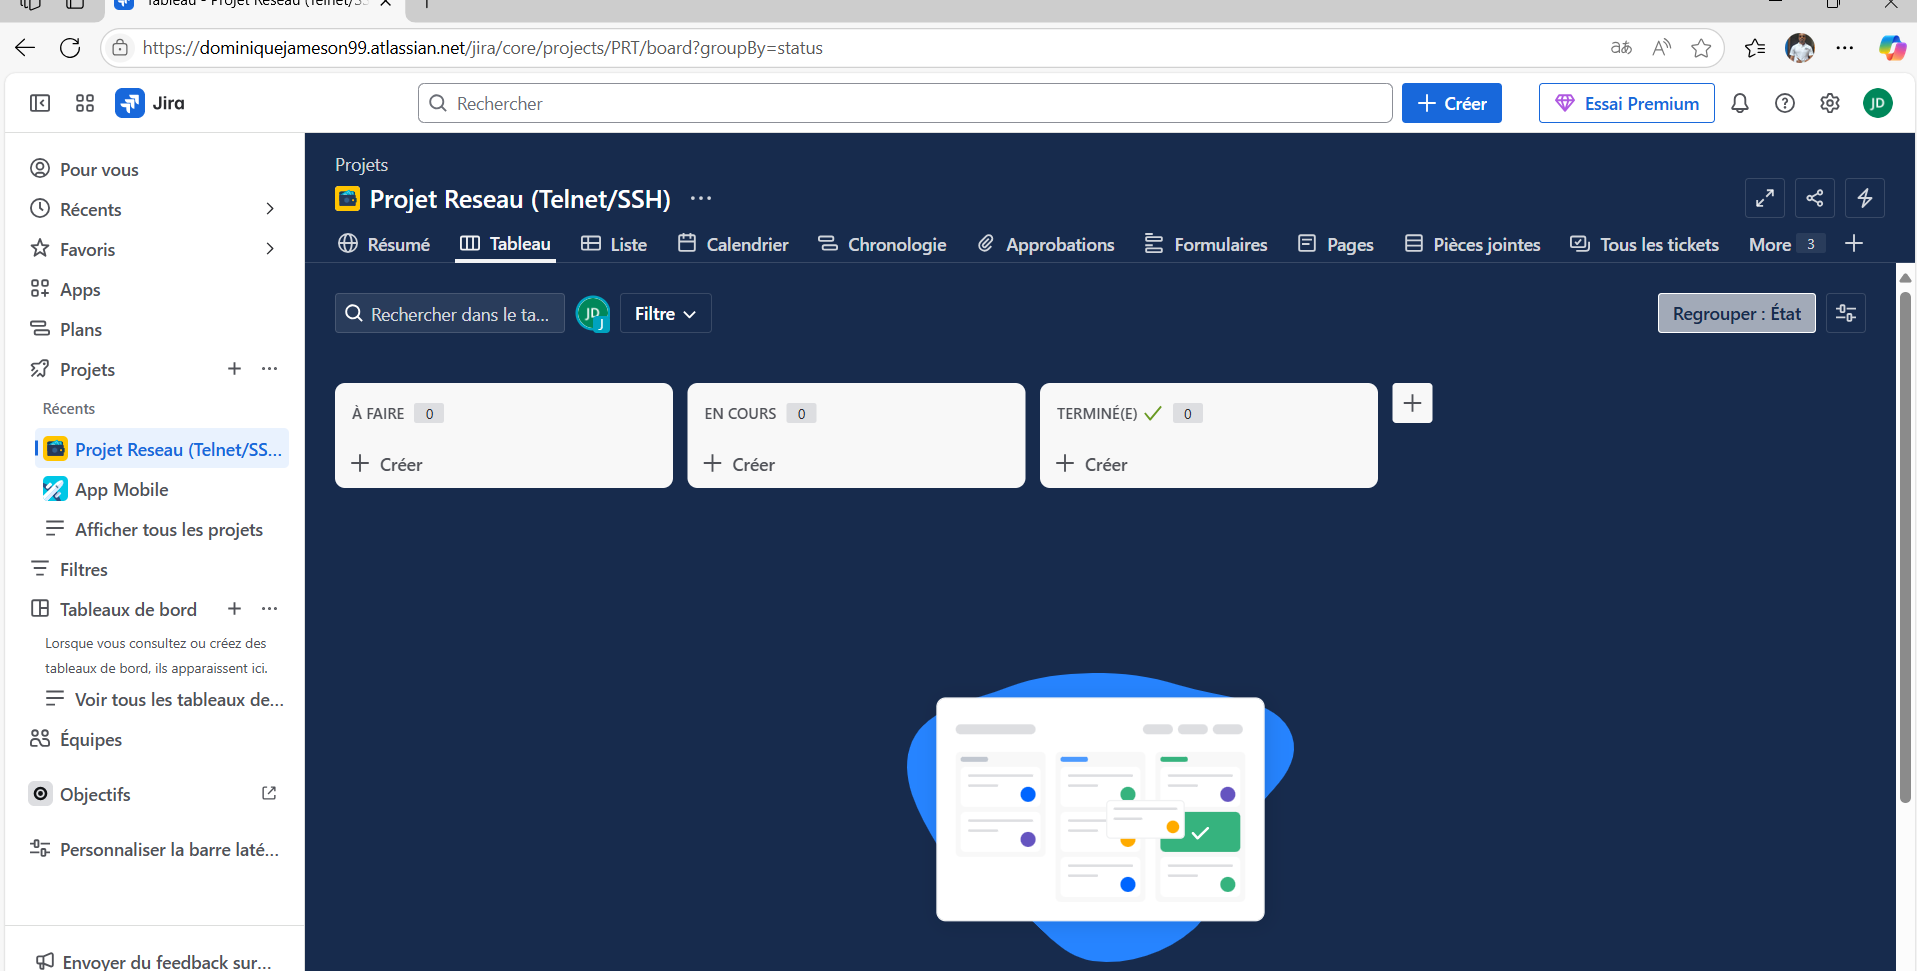 Tableau - Projet Reseau (Telnet/SS
https://dominiquejameson99.atlassian.net/jira/core/projects/PRT/board?groupBy=status
Jira
Rechercher
Créer
Essai Premium
JD
Pour vous
Récents
Favoris
Apps
Plans
Projets
Récents
Projet Reseau (Telnet/SS...
App Mobile
Afficher tous les projets
Filtres
Tableaux de bord
Lorsque vous consultez ou créez des
tableaux de bord, ils apparaissent ici.
Voir tous les tableaux de...
Équipes
Objectifs
Personnaliser la barre laté...
Envoyer du feedback sur...
Projets
Projet Reseau (Telnet/SSH)
Résumé
Tableau
Liste
Calendrier
Chronologie
Approbations
Formulaires
Pages
Pièces jointes
Tous les tickets
More 3
Rechercher dans le ta...
JD
J
Filtre
Regrouper : État
À FAIRE 0
Créer
EN COURS 0
Créer
TERMINÉ(E) 0
Créer